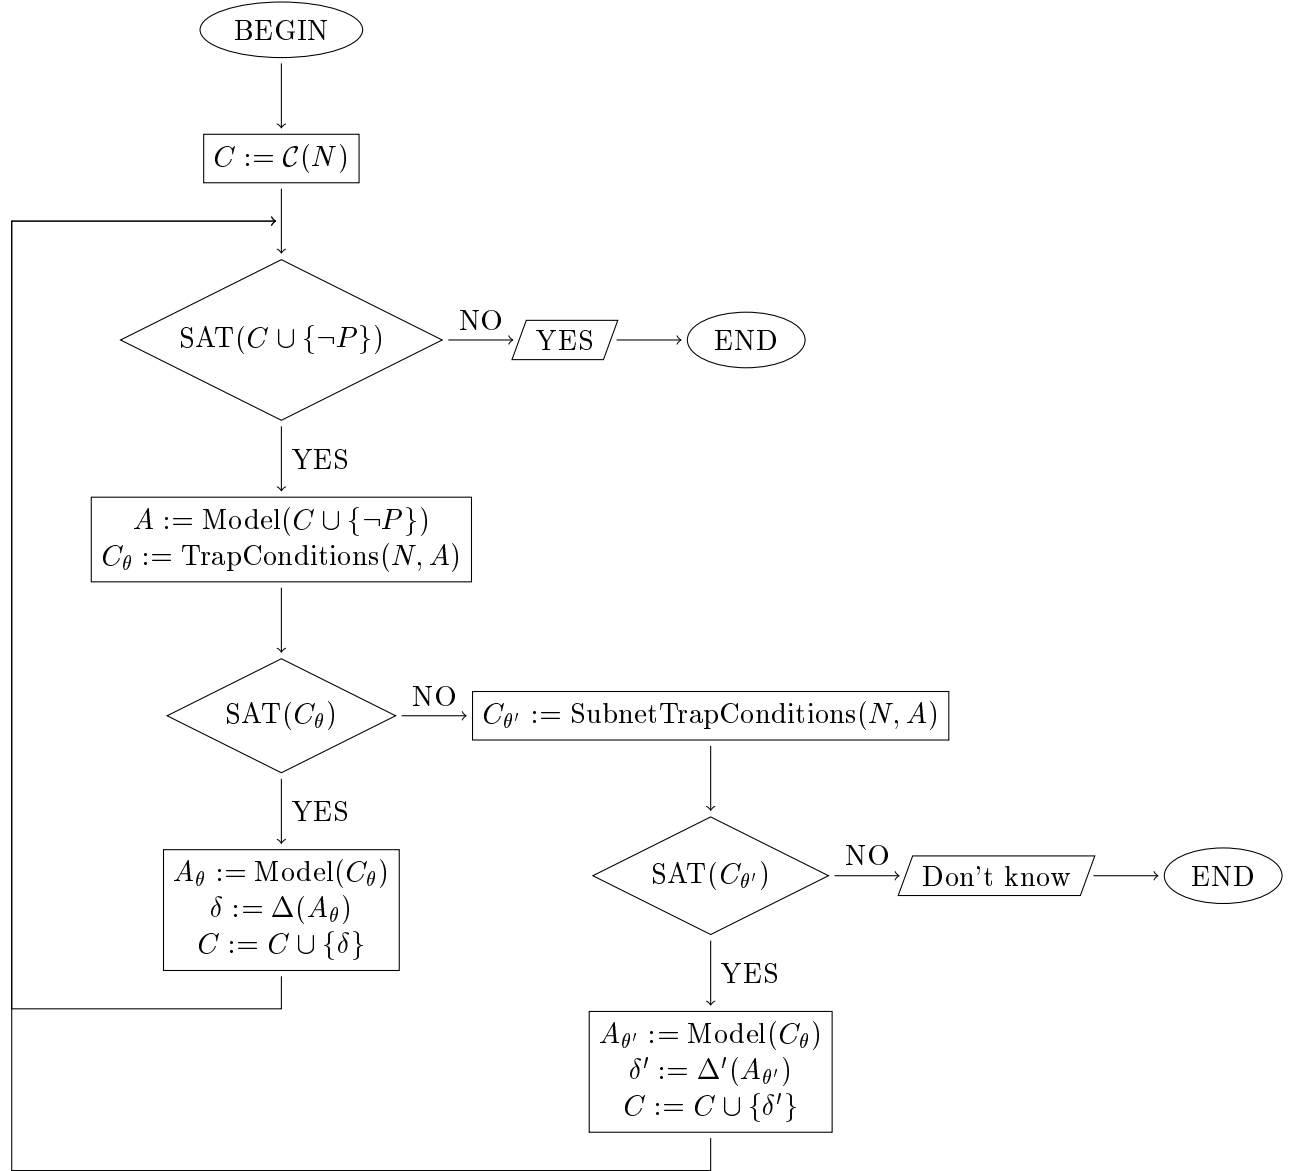 BEGIN
C := 𝒞(N)
SAT(C ∪ {¬P})
NO
YES
END
YES
A := Model(C ∪ {¬P})
C_θ := TrapConditions(N, A)
SAT(C_θ)
NO
C_θ′ := SubnetTrapConditions(N, A)
YES
A_θ := Model(C_θ)
δ := Δ(A_θ)
C := C ∪ {δ}
SAT(C_θ′)
NO
Don't know
END
YES
A_θ′ := Model(C_θ)
δ′ := Δ′(A_θ′)
C := C ∪ {δ′}